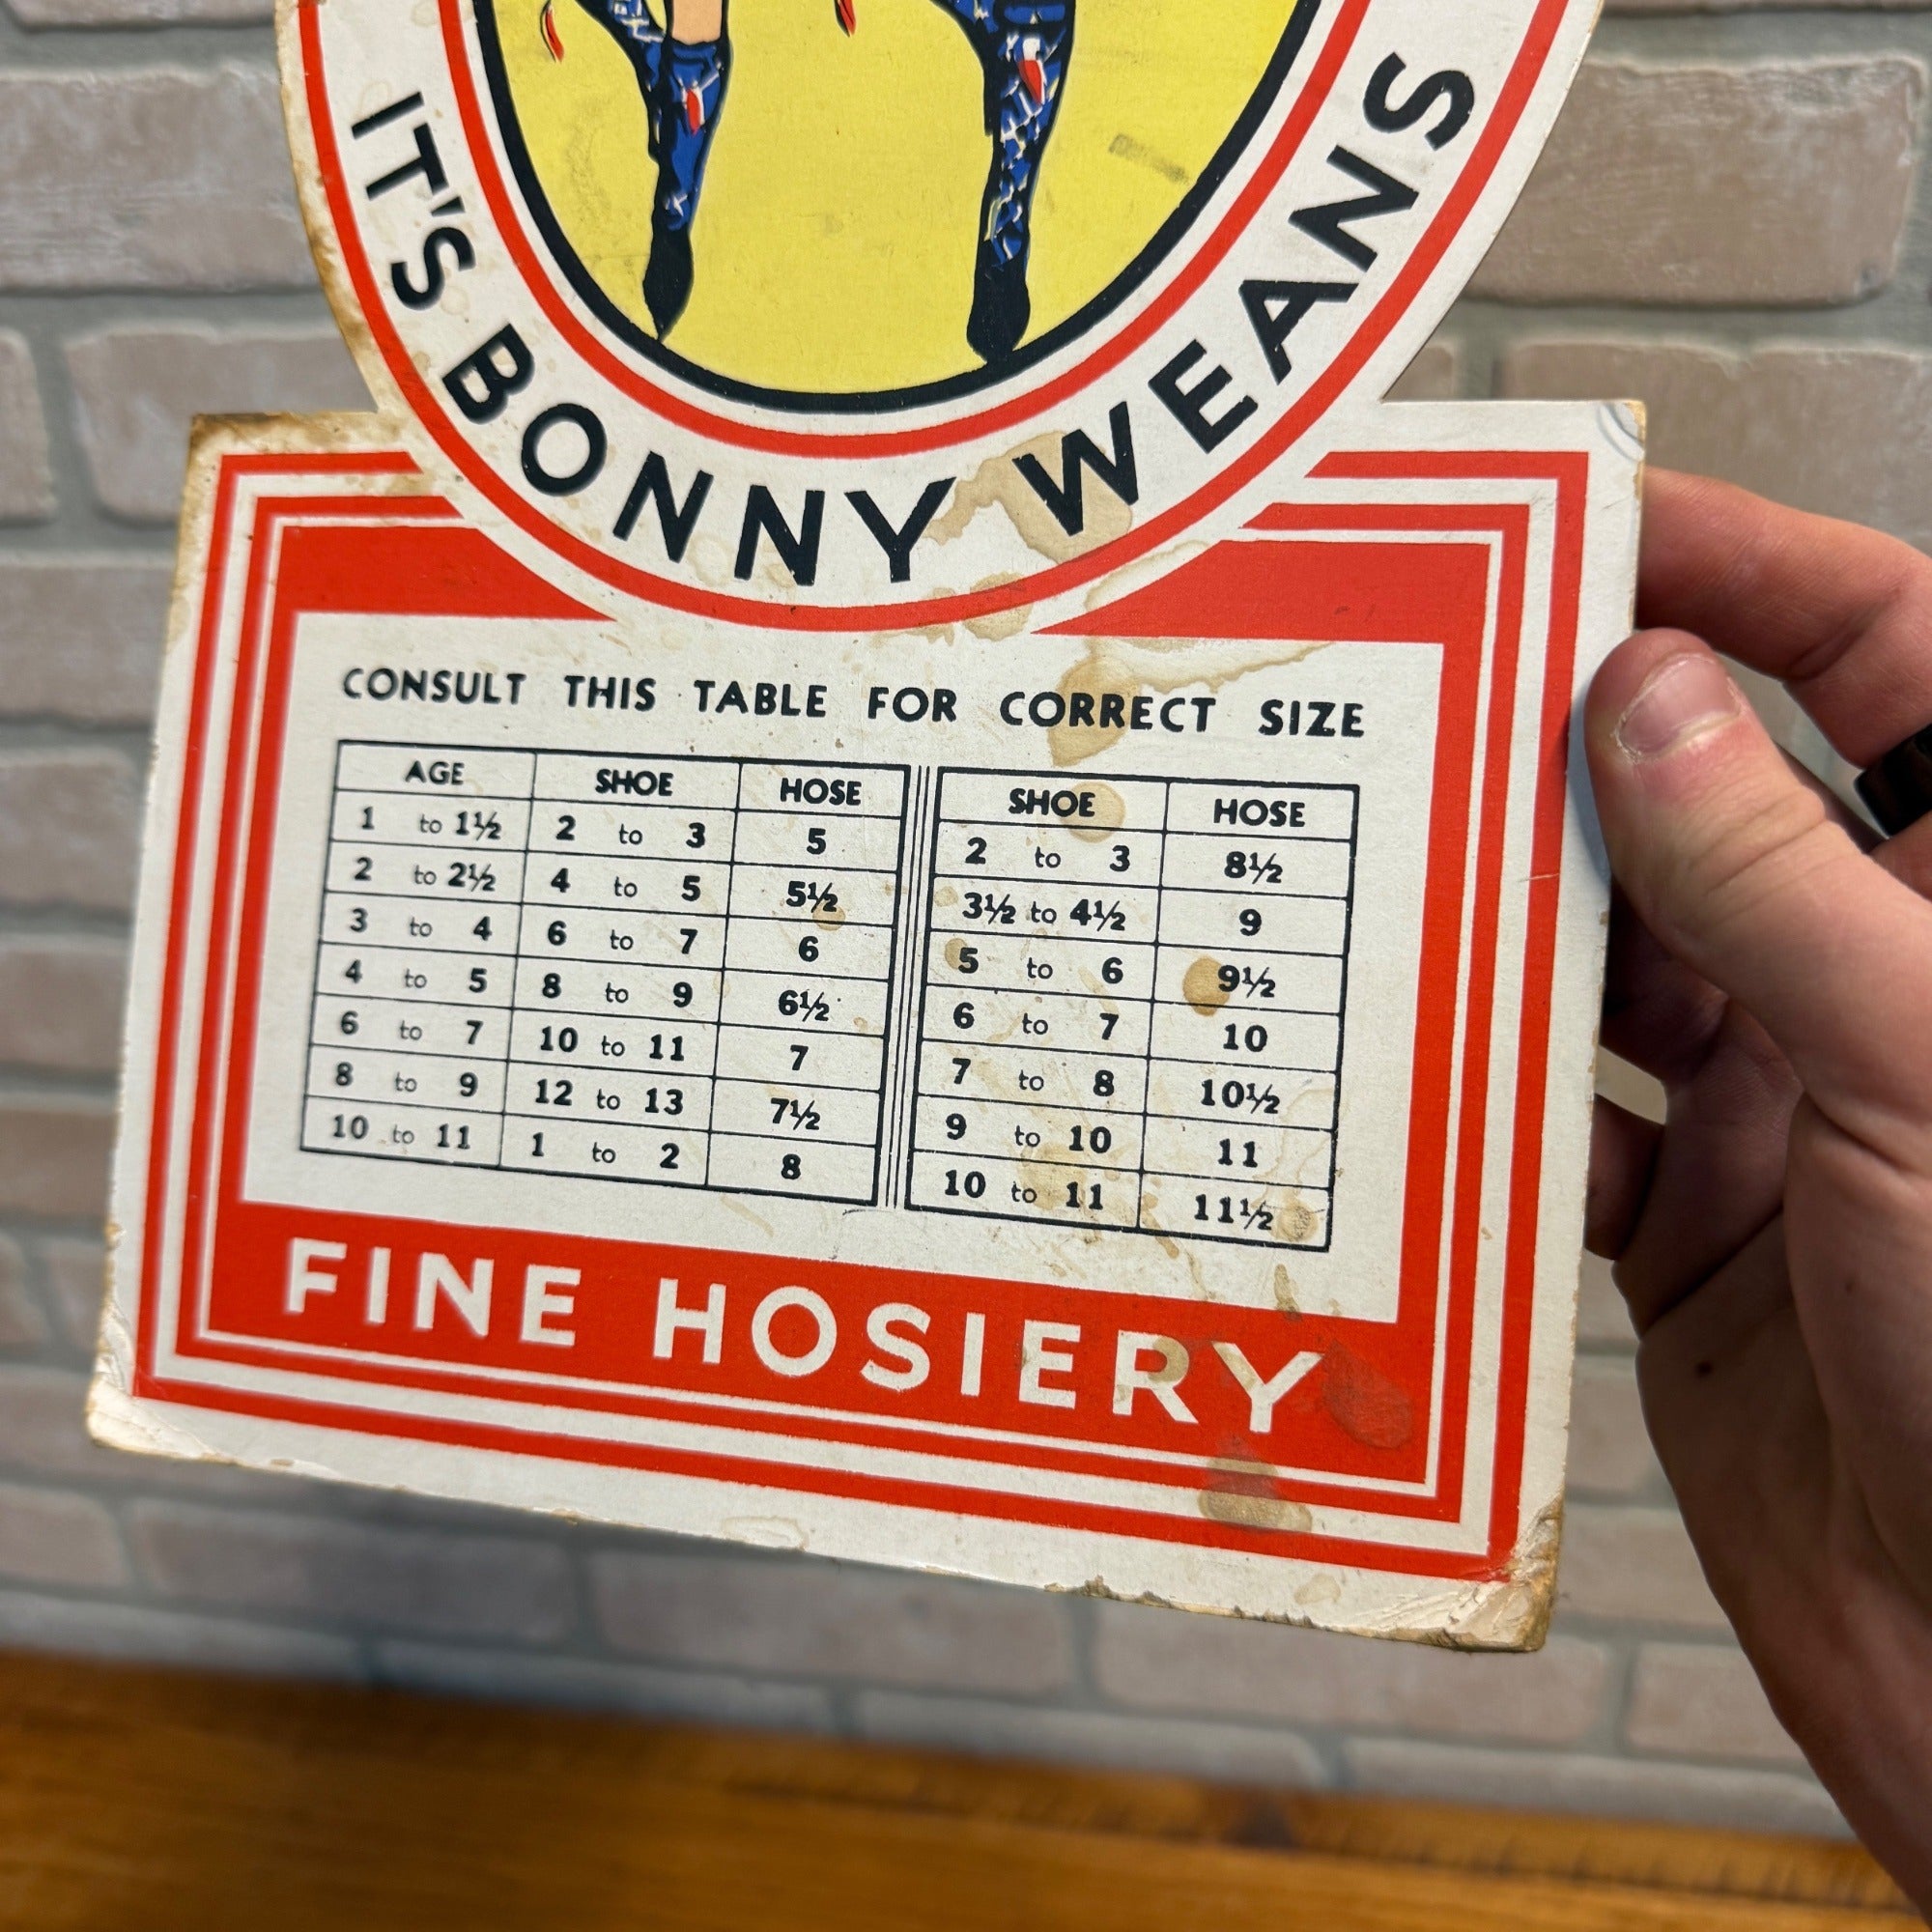 IT'S BONNY WEANS
CONSULT THIS TABLE FOR CORRECT SIZE
AGE SHOE HOSE
1 to 1½ 2 to 3 5
2 to 2½ 4 to 5 5½
3 to 4 6 to 7 6
4 to 5 8 to 9 6½
6 to 7 10 to 11 7
8 to 9 12 to 13 7½
10 to 11 1 to 2 8
SHOE HOSE
2 to 3 8½
3½ to 4½ 9
5 to 6 9½
6 to 7 10
7 to 8 10½
9 to 10 11
10 to 11 11½
FINE HOSIERY